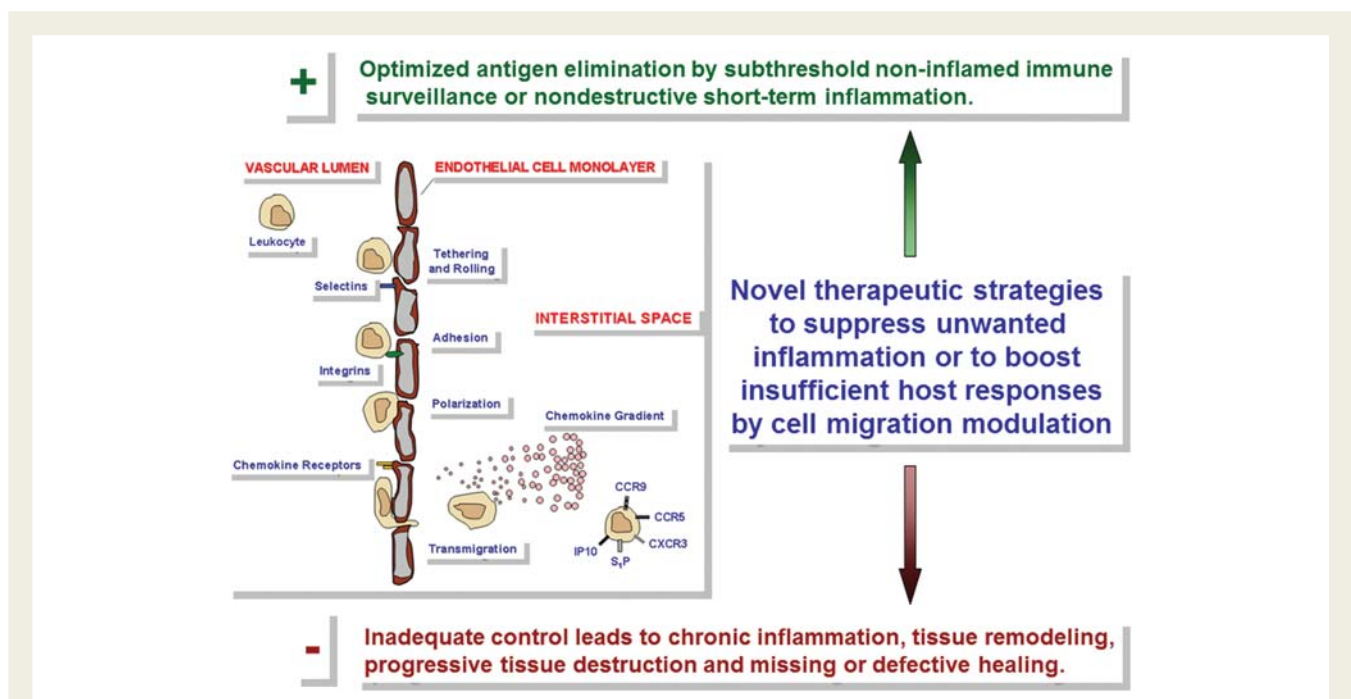 +
Optimized antigen elimination by subthreshold non-inflamed immune
surveillance or nondestructive short-term inflammation.
VASCULAR LUMEN
ENDOTHELIAL CELL MONOLAYER
Leukocyte
Tethering
and Rolling
Selectins
INTERSTITIAL SPACE
Adhesion
Integrins
Polarization
Chemokine Gradient
Chemokine Receptors
CCR9
CCR5
CXCR3
IP10
S₁P
Transmigration
Novel therapeutic strategies
to suppress unwanted
inflammation or to boost
insufficient host responses
by cell migration modulation
-
Inadequate control leads to chronic inflammation, tissue remodeling,
progressive tissue destruction and missing or defective healing.